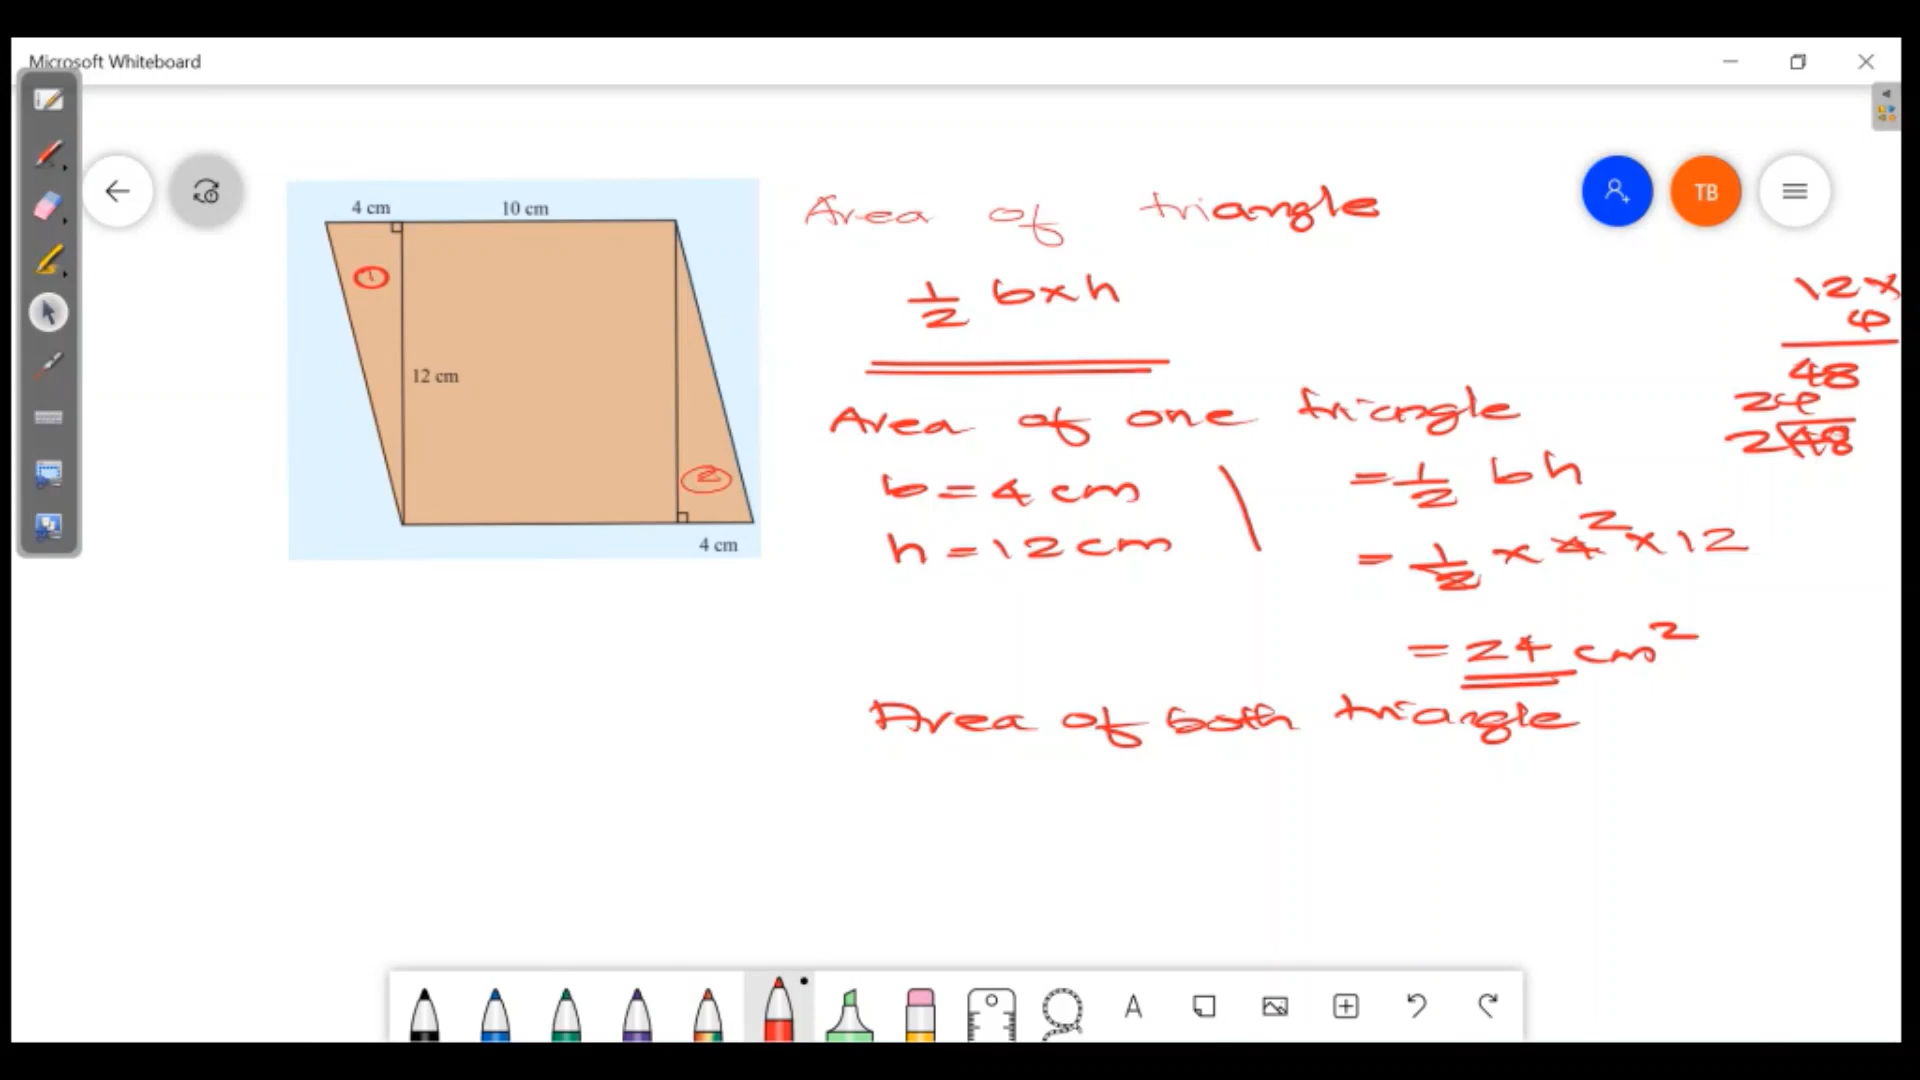 Microsoft Whiteboard
TB
4 cm
10 cm
12 cm
4 cm
1
2
Area of triangle
1/2 b×h
Area of one triangle
b = 4 cm
h = 12 cm
= 1/2 bh
= 1/2 × 4 2 × 12
= 24 cm²
Area of both triangle
12×
4
48
24
2 48
A